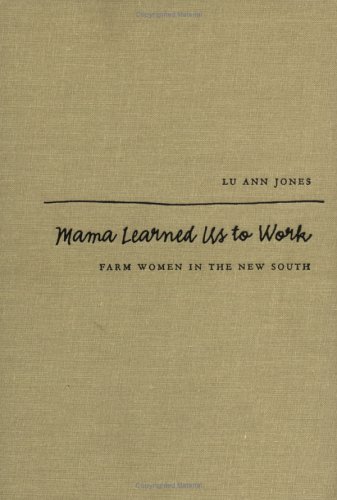 LU ANN JONES
Mama Learned Us to Work
FARM WOMEN IN THE NEW SOUTH